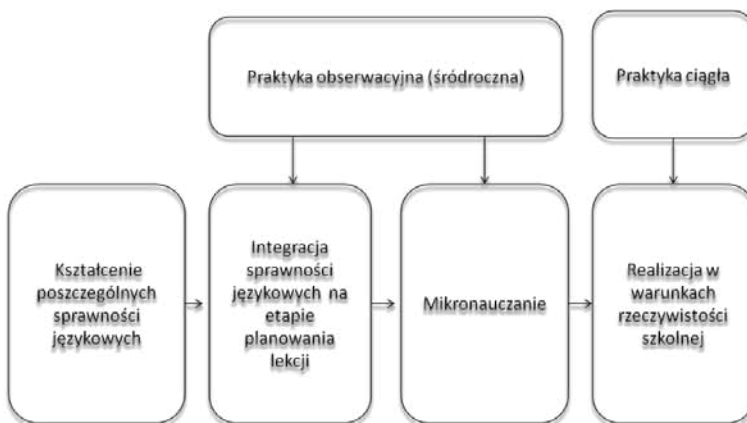 Praktyka obserwacyjna (śródroczna)
Praktyka ciągła
Kształcenie
poszczególnych
sprawności
językowych
Integracja
sprawności
językowych na
etapie
planowania
lekcji
Mikronauczanie
Realizacja w
warunkach
rzeczywistości
szkolnej